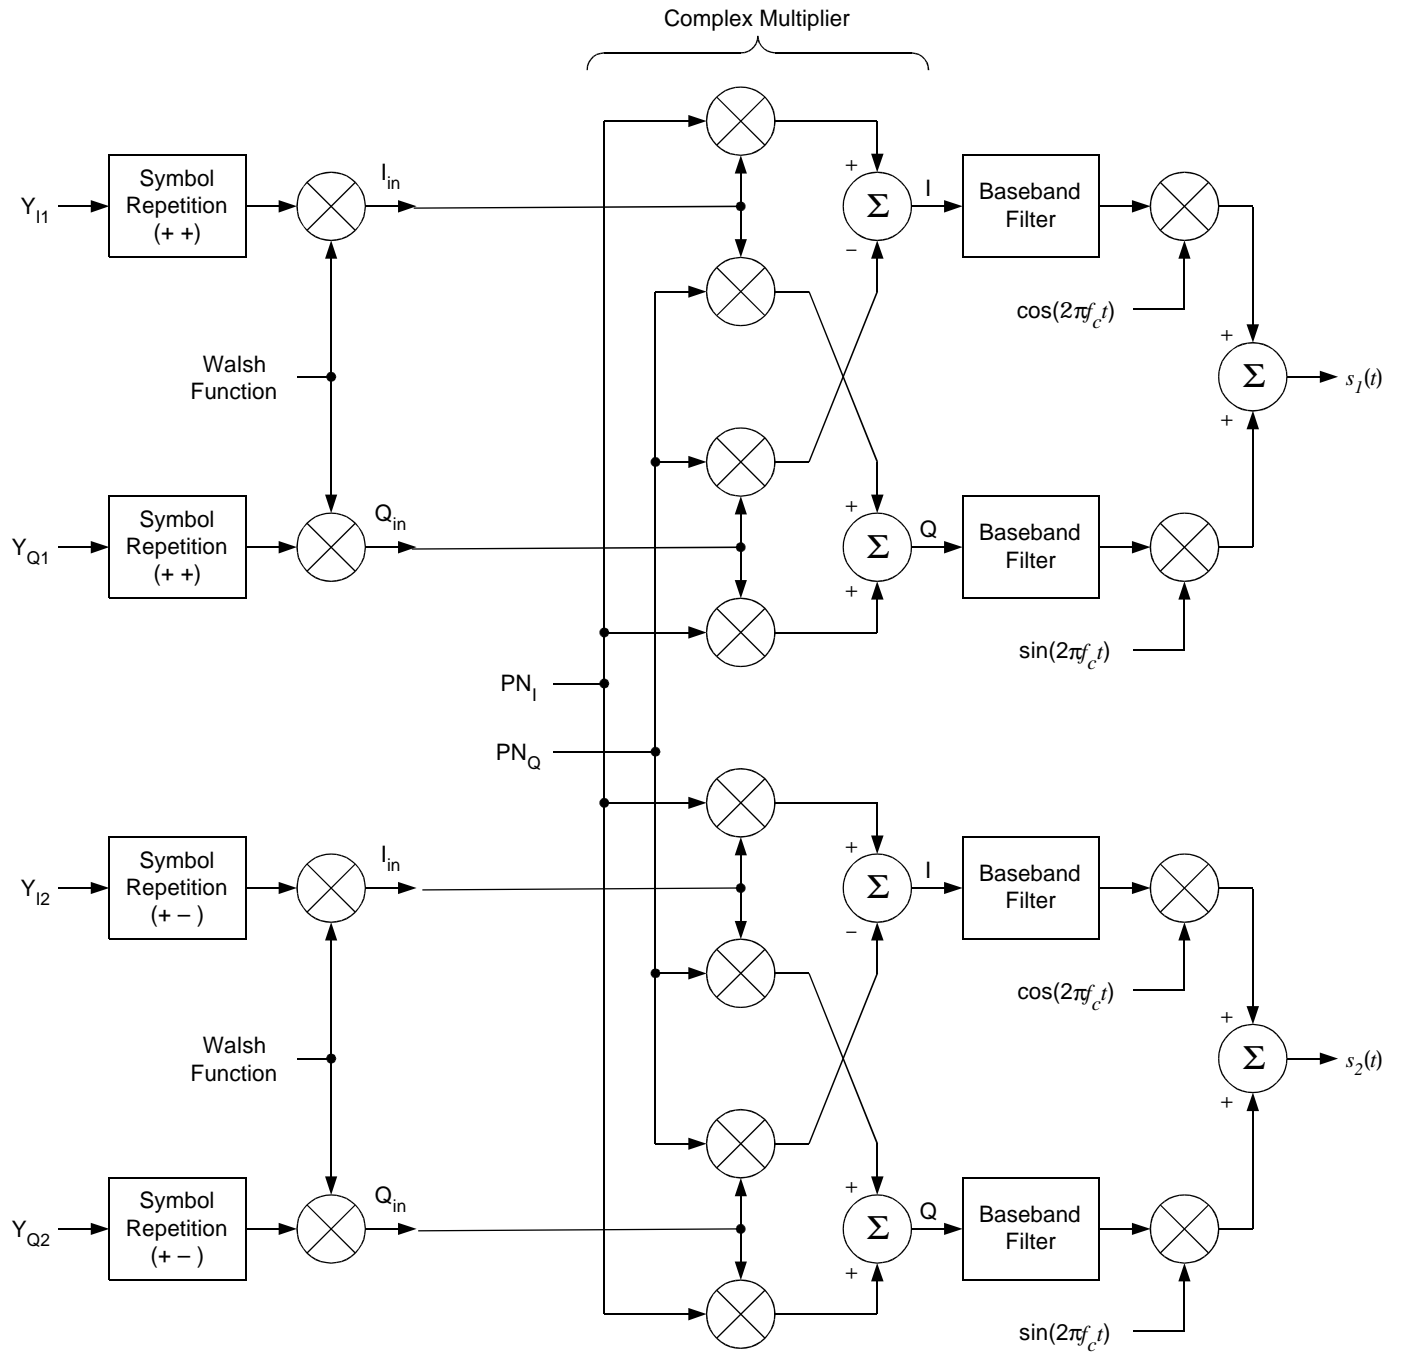 Complex Multiplier
Symbol
Repetition
(+ +)
Y_I1
I_in
+
Σ
−
I
Baseband
Filter
cos(2πf_c t)
Walsh
Function
+
Σ
+
s_1(t)
Symbol
Repetition
(+ +)
Y_Q1
Q_in
+
Σ
+
Q
Baseband
Filter
sin(2πf_c t)
PN_I
PN_Q
Symbol
Repetition
(+ − )
Y_I2
I_in
+
Σ
−
I
Baseband
Filter
cos(2πf_c t)
Walsh
Function
+
Σ
+
s_2(t)
Symbol
Repetition
(+ − )
Y_Q2
Q_in
+
Σ
+
Q
Baseband
Filter
sin(2πf_c t)